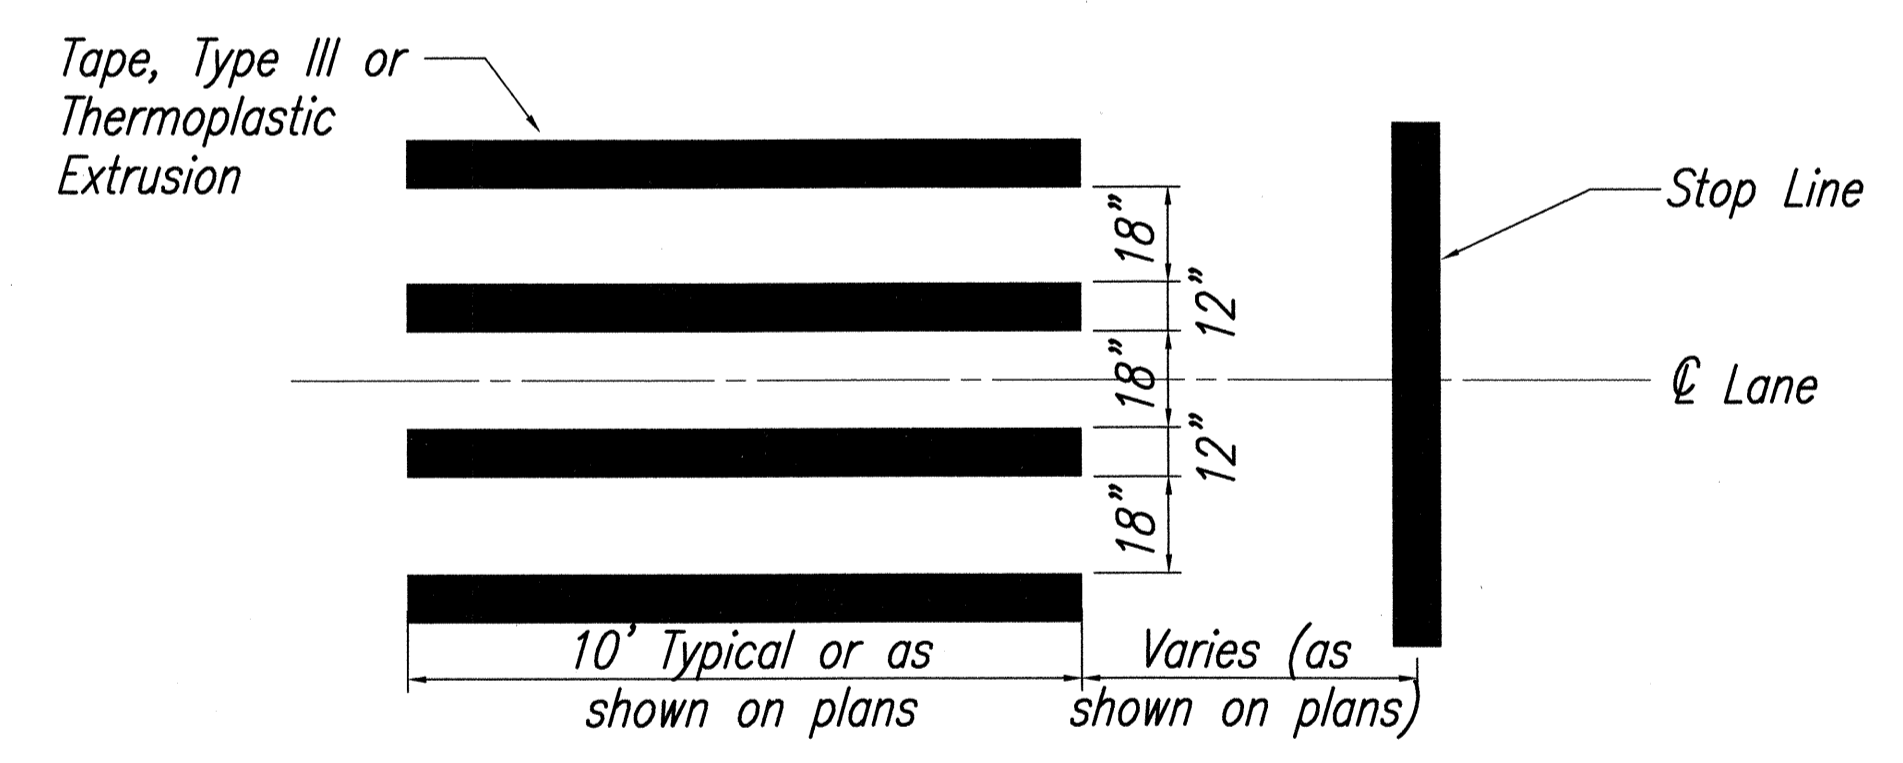 Tape, Type III or
Thermoplastic
Extrusion
18"
12"
18"
12"
18"
Stop Line
℄ Lane
10' Typical or as
shown on plans
Varies (as
shown on plans)